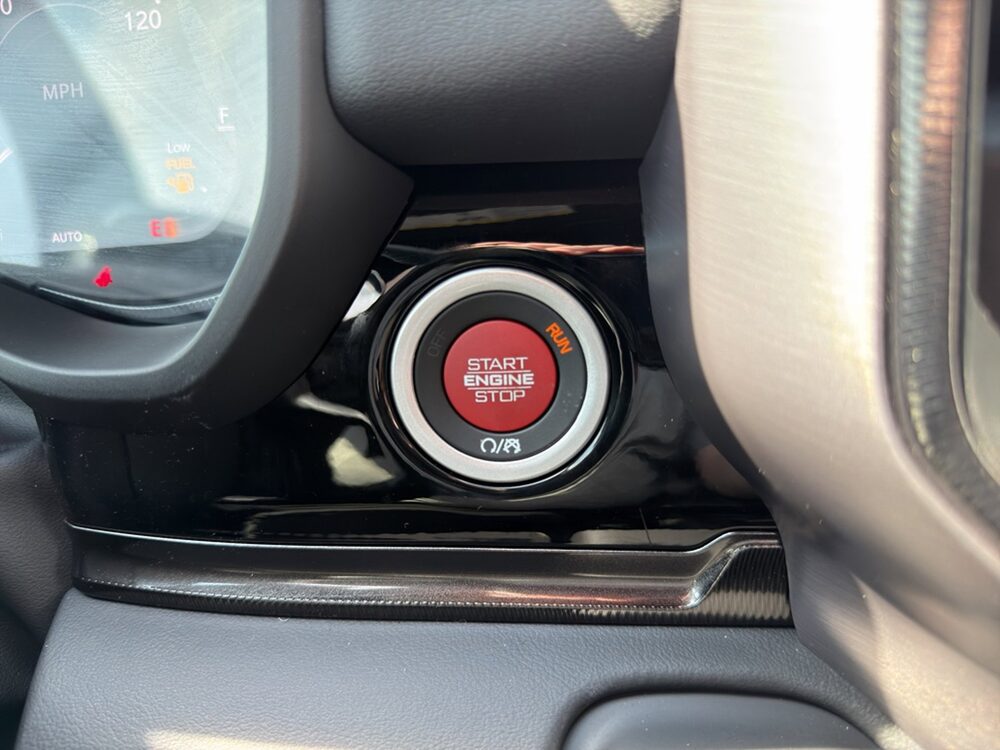 120
MPH
F
Low
FUEL
E
AUTO
OFF
RUN
START
ENGINE
STOP